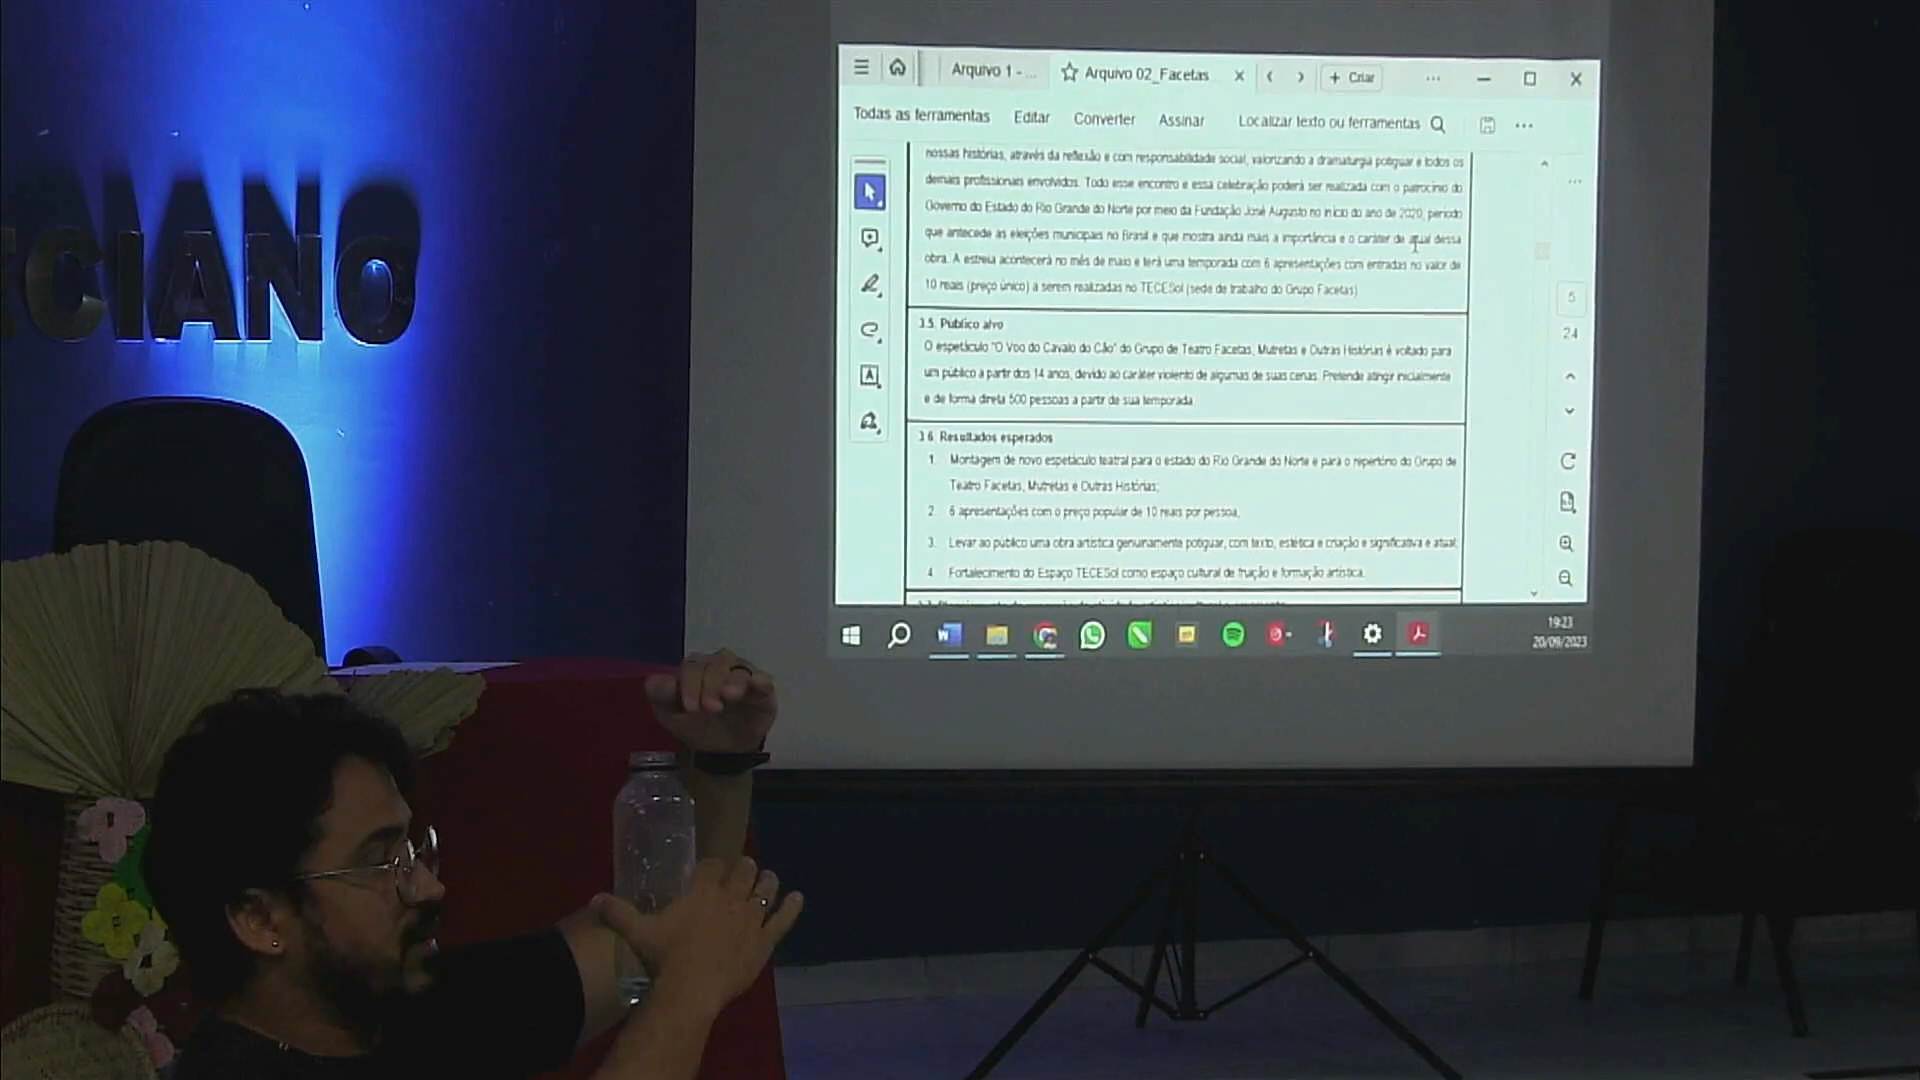 CIANO
Arquivo 1 - ...
Arquivo 02_Facetas
+ Criar
Todas as ferramentas Editar Converter Assinar Localizar texto ou ferramentas
nossas histórias, através da reflexão e com responsabilidade social, valorizando a dramaturgia potiguar e todos os
demais profissionais envolvidos. Todo esse encontro e essa celebração poderá ser realizada com o patrocínio do
Governo do Estado do Rio Grande do Norte por meio da Fundação José Augusto no início do ano de 2020, período
que antecede as eleições municipais no Brasil e que mostra ainda mais a importância e o caráter de atual dessa
obra. A estreia acontecerá no mês de maio e terá uma temporada com 6 apresentações com entradas no valor de
10 reais (preço único) a serem realizadas no TECESol (sede de trabalho do Grupo Facetas)
3.5. Público alvo
O espetáculo "O Voo do Cavalo do Cão" do Grupo de Teatro Facetas, Mutretas e Outras Histórias é voltado para
um público a partir dos 14 anos, devido ao caráter violento de algumas de suas cenas. Pretende atingir inicialmente
e de forma direta 500 pessoas a partir de sua temporada
3.6. Resultados esperados
1. Montagem de novo espetáculo teatral para o estado do Rio Grande do Norte e para o repertório do Grupo de
Teatro Facetas, Mutretas e Outras Histórias;
2. 6 apresentações com o preço popular de 10 reais por pessoa;
3. Levar ao público uma obra artística genuinamente potiguar, com texto, estética e criação e significativa e atual;
4. Fortalecimento do Espaço TECESol como espaço cultural de fruição e formação artística.
5
24
19:23
20/09/2023